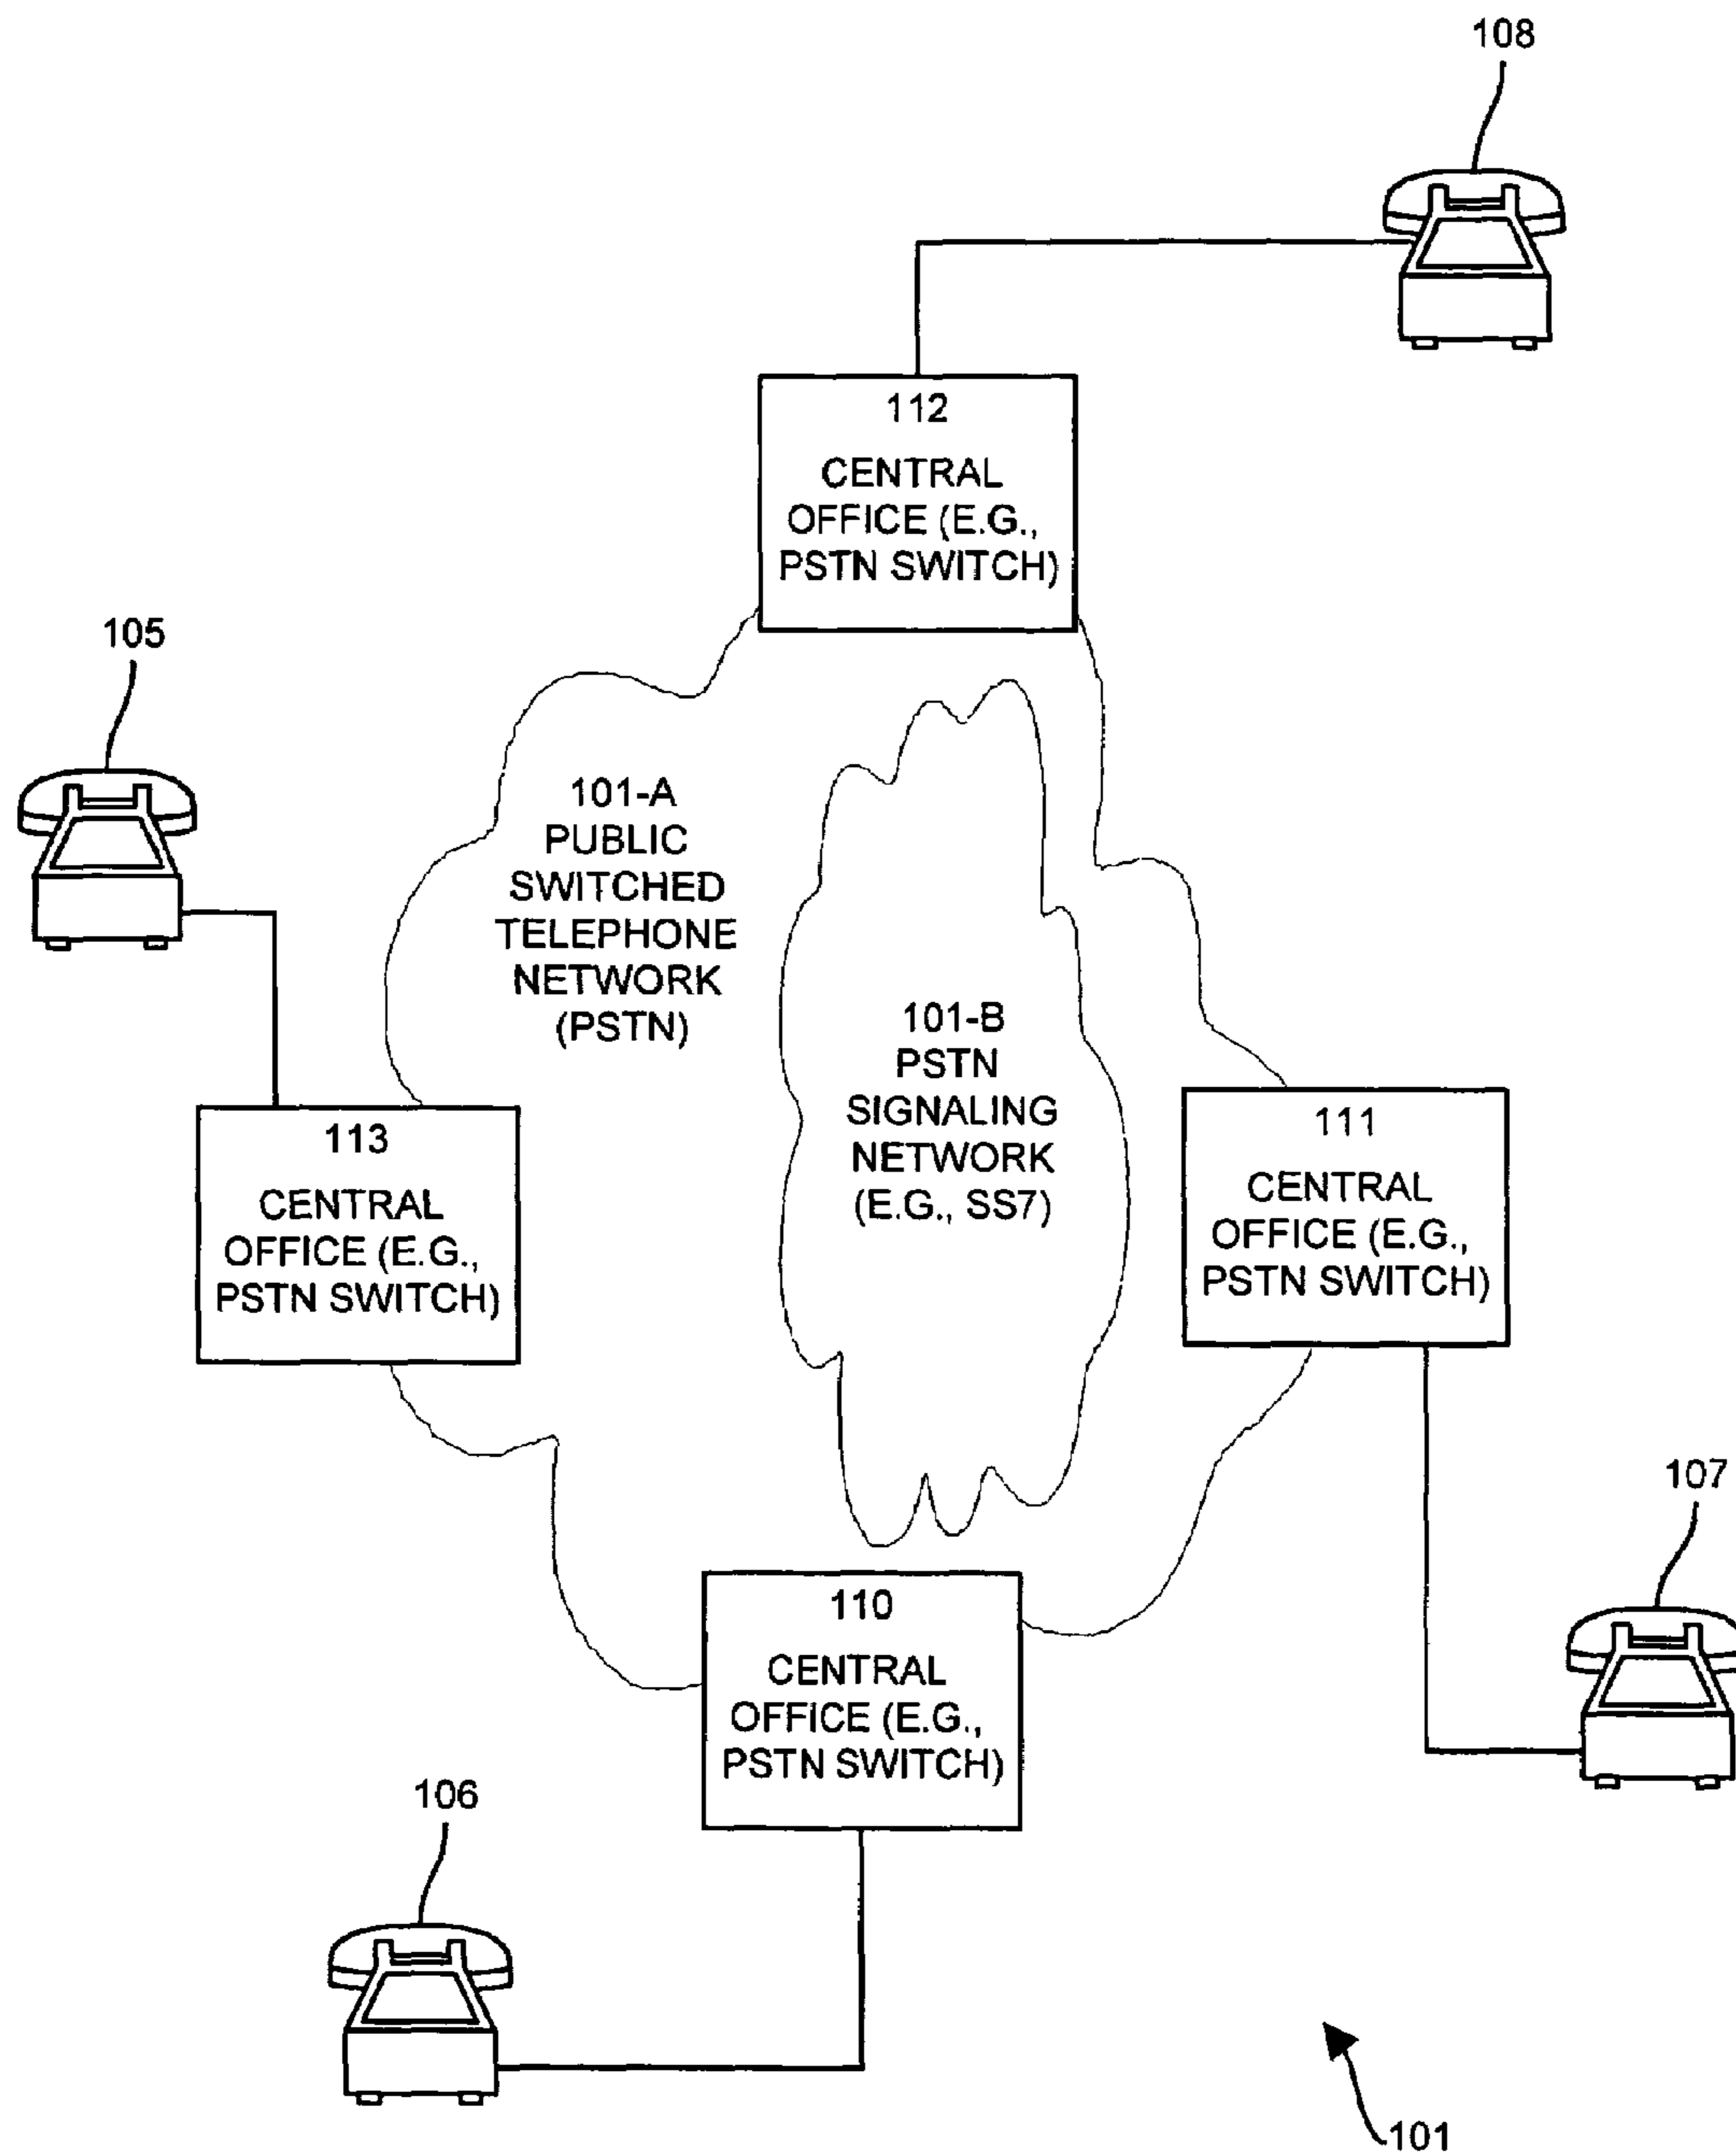 108
112
CENTRAL
OFFICE (E.G.,
PSTN SWITCH)
105
101-A
PUBLIC
SWITCHED
TELEPHONE
NETWORK
(PSTN)
101-B
PSTN
SIGNALING
NETWORK
(E.G., SS7)
113
CENTRAL
OFFICE (E.G.,
PSTN SWITCH)
111
CENTRAL
OFFICE (E.G.,
PSTN SWITCH)
107
110
CENTRAL
OFFICE (E.G.,
PSTN SWITCH)
106
101